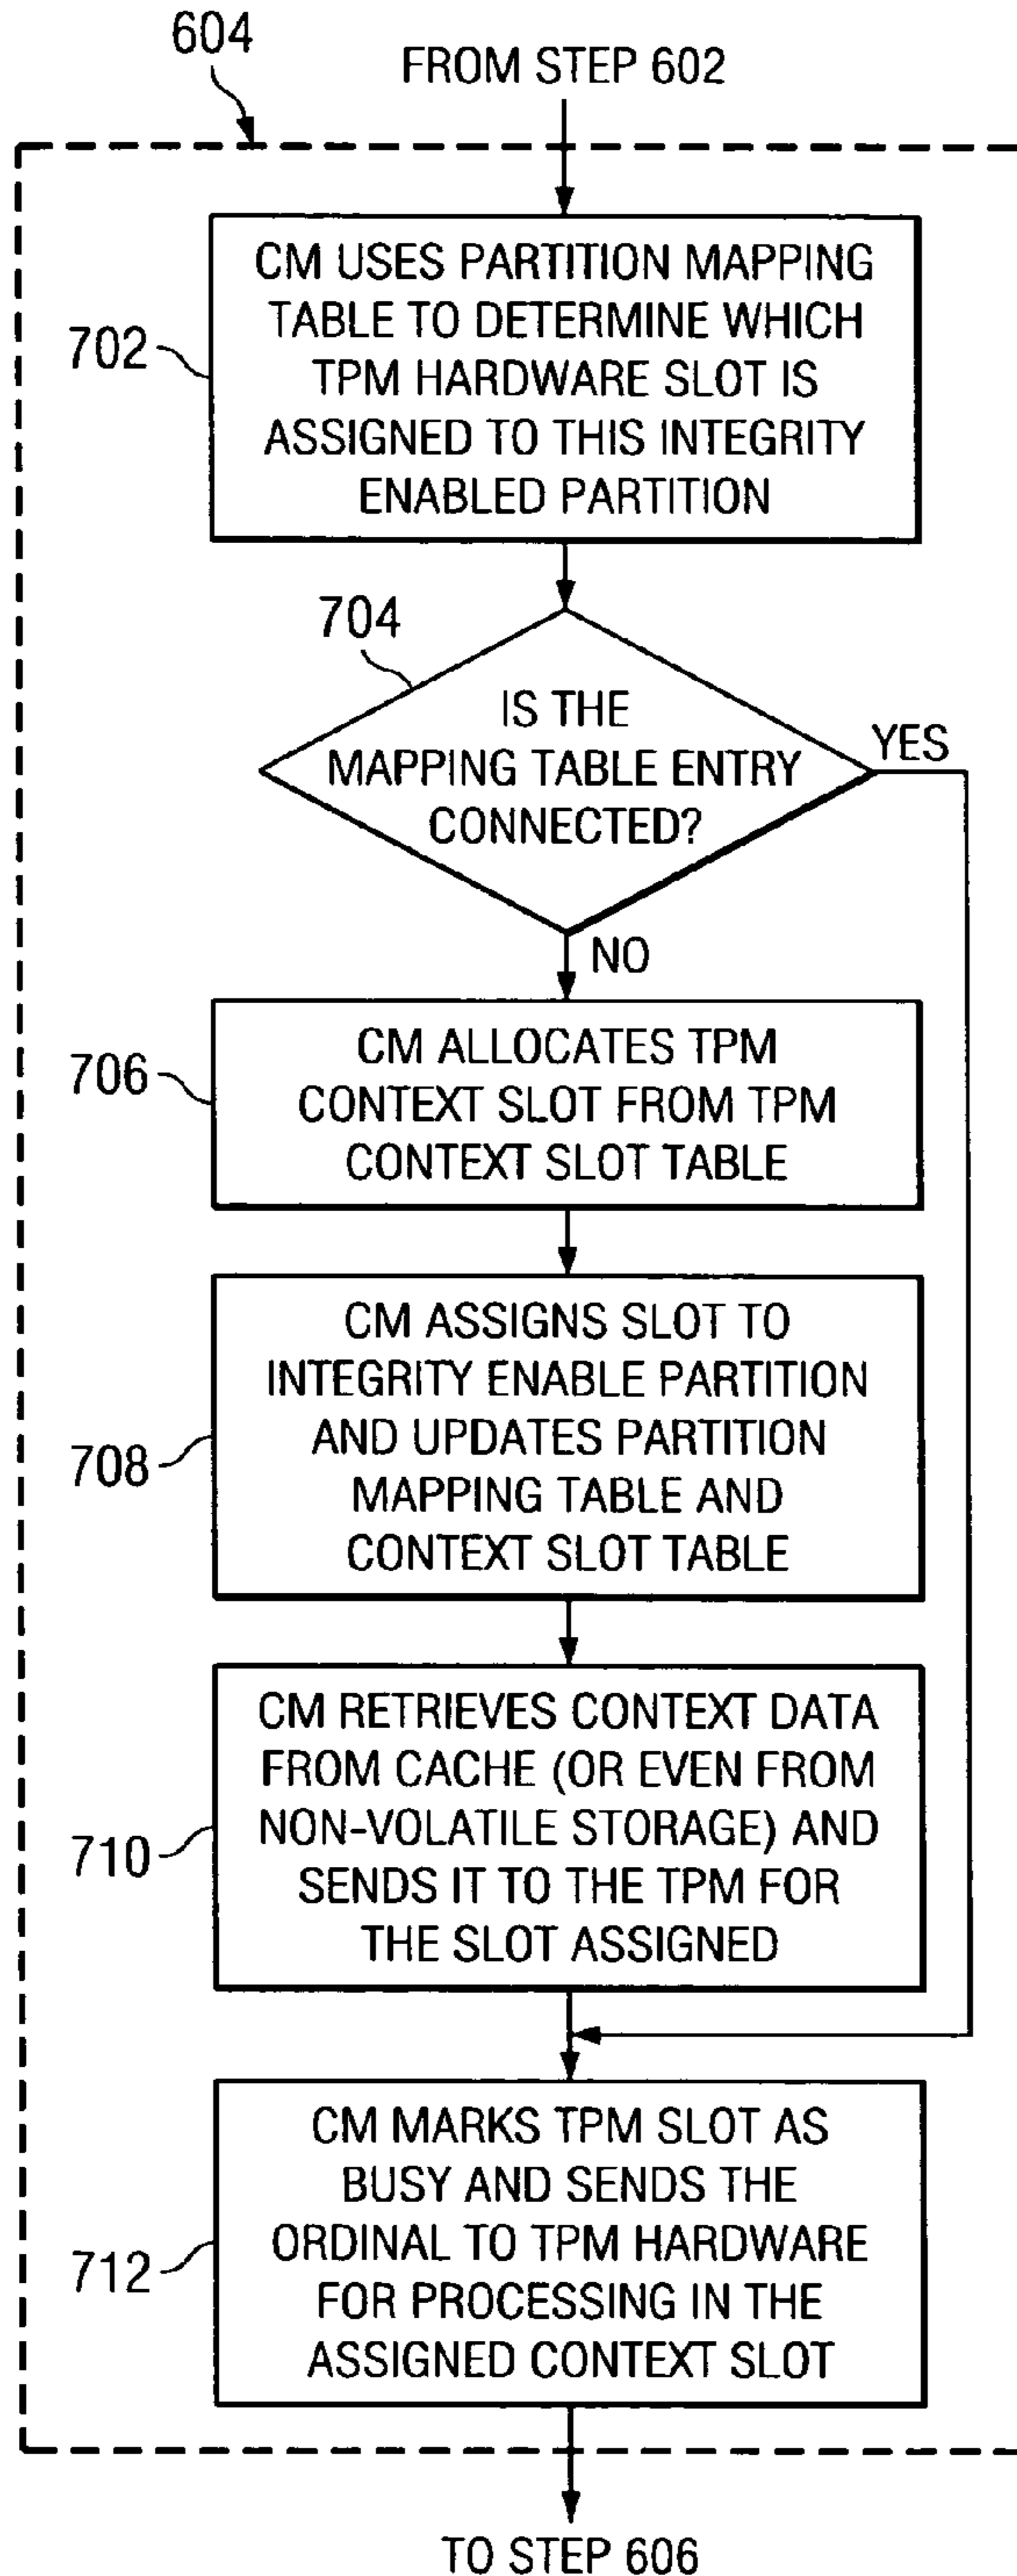 604
FROM STEP 602
702
CM USES PARTITION MAPPING
TABLE TO DETERMINE WHICH
TPM HARDWARE SLOT IS
ASSIGNED TO THIS INTEGRITY
ENABLED PARTITION
704
IS THE
MAPPING TABLE ENTRY
CONNECTED?
YES
NO
706
CM ALLOCATES TPM
CONTEXT SLOT FROM TPM
CONTEXT SLOT TABLE
708
CM ASSIGNS SLOT TO
INTEGRITY ENABLE PARTITION
AND UPDATES PARTITION
MAPPING TABLE AND
CONTEXT SLOT TABLE
710
CM RETRIEVES CONTEXT DATA
FROM CACHE (OR EVEN FROM
NON-VOLATILE STORAGE) AND
SENDS IT TO THE TPM FOR
THE SLOT ASSIGNED
712
CM MARKS TPM SLOT AS
BUSY AND SENDS THE
ORDINAL TO TPM HARDWARE
FOR PROCESSING IN THE
ASSIGNED CONTEXT SLOT
TO STEP 606